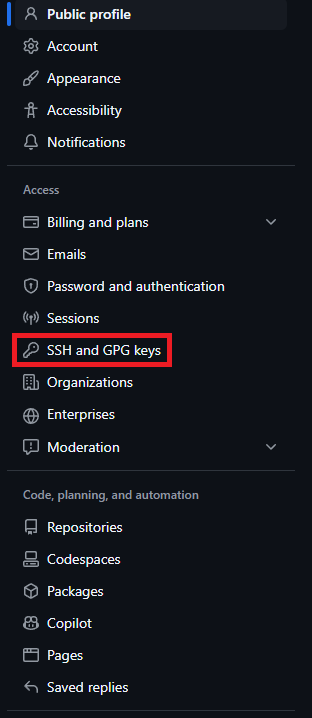 Public profile
Account
Appearance
Accessibility
Notifications
Access
Billing and plans
Emails
Password and authentication
Sessions
SSH and GPG keys
Organizations
Enterprises
Moderation
Code, planning, and automation
Repositories
Codespaces
Packages
Copilot
Pages
Saved replies